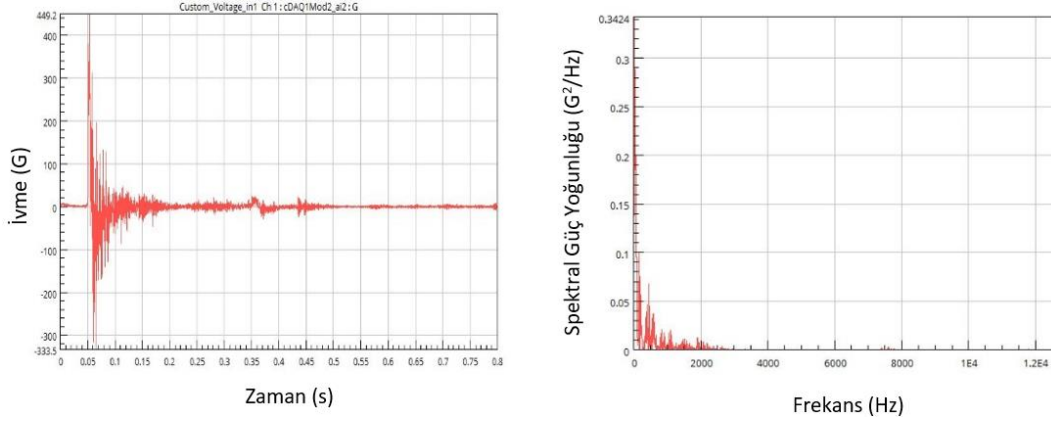 Custom_Voltage_in1 Ch 1 : cDAQ1Mod2_ai2 : G
449.2
400
300
200
100
0
-100
-200
-300
-333.5
0 0.05 0.1 0.15 0.2 0.25 0.3 0.35 0.4 0.45 0.5 0.55 0.6 0.65 0.7 0.75 0.8
İvme (G)
Zaman (s)
0.3424
0.3
0.25
0.2
0.15
0.1
0.05
0
0 2000 4000 6000 8000 1E4 1.2E4
Spektral Güç Yoğunluğu (G²/Hz)
Frekans (Hz)